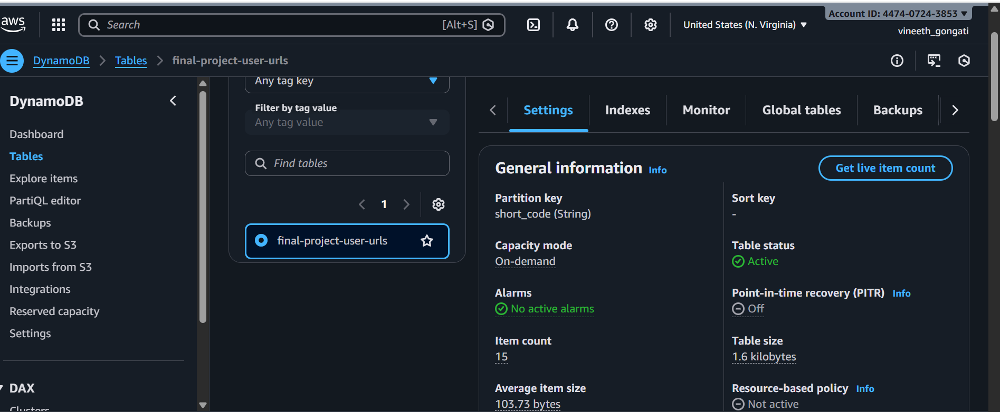 aws
Search
[Alt+S]
United States (N. Virginia)
Account ID: 4474-0724-3853
vineeth_gongati
DynamoDB
Tables
final-project-user-urls
DynamoDB
Dashboard
Tables
Explore items
PartiQL editor
Backups
Exports to S3
Imports from S3
Integrations
Reserved capacity
Settings
DAX
Clusters
Any tag key
Filter by tag value
Any tag value
Find tables
1
final-project-user-urls
Settings
Indexes
Monitor
Global tables
Backups
General information Info
Get live item count
Partition key
short_code (String)
Sort key
-
Capacity mode
On-demand
Table status
Active
Alarms
No active alarms
Point-in-time recovery (PITR) Info
Off
Item count
15
Table size
1.6 kilobytes
Average item size
103.73 bytes
Resource-based policy Info
Not active